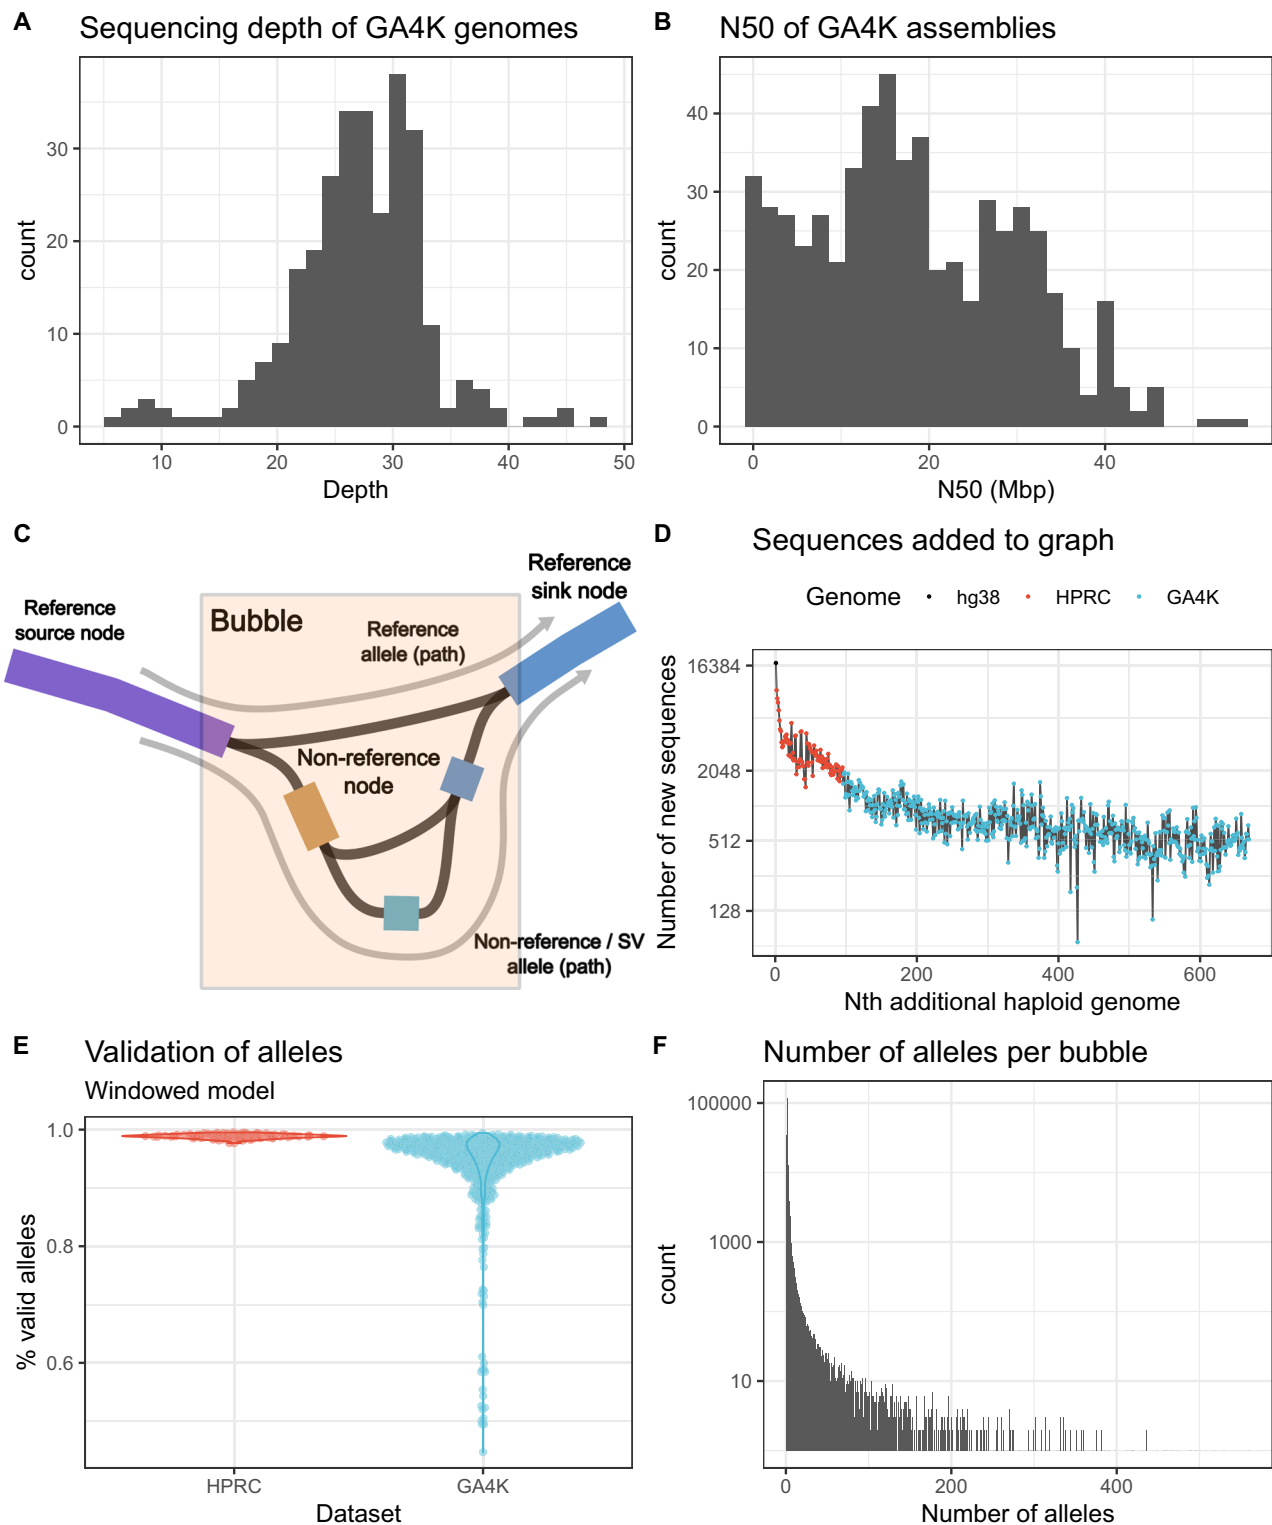 A
Sequencing depth of GA4K genomes
count
30
20
10
0
10 20 30 40 50
Depth
B
N50 of GA4K assemblies
count
40
30
20
10
0
0 20 40
N50 (Mbp)
C
Reference
source node
Bubble
Reference
allele (path)
Reference
sink node
Non-reference
node
Non-reference / SV
allele (path)
D
Sequences added to graph
Genome hg38 HPRC GA4K
Number of new sequences
16384
2048
512
128
0 200 400 600
Nth additional haploid genome
E
Validation of alleles
Windowed model
% valid alleles
1.0
0.8
0.6
HPRC GA4K
Dataset
F
Number of alleles per bubble
count
100000
1000
10
0 200 400
Number of alleles